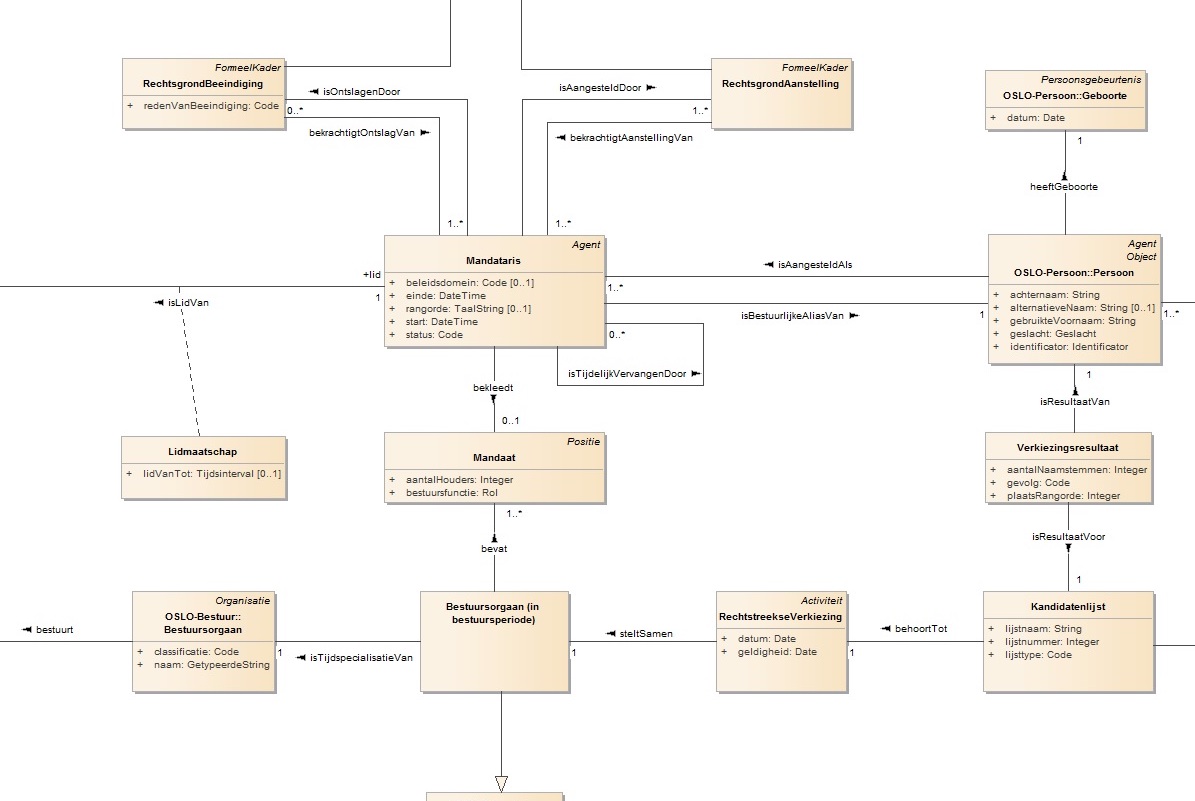 FormeelKader
RechtsgrondBeeindiging
+ redenVanBeeindiging: Code
isOntslagenDoor
0..*
bekrachtigtOntslagVan
1..*
FormeelKader
RechtsgrondAanstelling
isAangesteldDoor
1..*
bekrachtigtAanstellingVan
1..*
Persoonsgebeurtenis
OSLO-Persoon::Geboorte
+ datum: Date
1
heeftGeboorte
Agent
Mandataris
+ beleidsdomein: Code [0..1]
+ einde: DateTime
+ rangorde: TaalString [0..1]
+ start: DateTime
+ status: Code
+lid
1
isLidVan
isAangesteldAls
1..*
isBestuurlijkeAliasVan
1
0..*
isTijdelijkVervangenDoor
Agent
Object
OSLO-Persoon::Persoon
+ achternaam: String
+ alternatieveNaam: String [0..1]
+ gebruikteVoornaam: String
+ geslacht: Geslacht
+ identificator: Identificator
1..*
1
isResultaatVan
bekleedt
0..1
Lidmaatschap
+ lidVanTot: Tijdsinterval [0..1]
Positie
Mandaat
+ aantalHouders: Integer
+ bestuursfunctie: Rol
1..*
bevat
Verkiezingsresultaat
+ aantalNaamstemmen: Integer
+ gevolg: Code
+ plaatsRangorde: Integer
isResultaatVoor
1
bestuurt
Organisatie
OSLO-Bestuur::
Bestuursorgaan
+ classificatie: Code
+ naam: GetypeerdeString
1
isTijdspecialisatieVan
Bestuursorgaan (in
bestuursperiode)
1
steltSamen
Activiteit
RechtstreekseVerkiezing
+ datum: Date
+ geldigheid: Date
1
behoortTot
Kandidatenlijst
+ lijstnaam: String
+ lijstnummer: Integer
+ lijsttype: Code